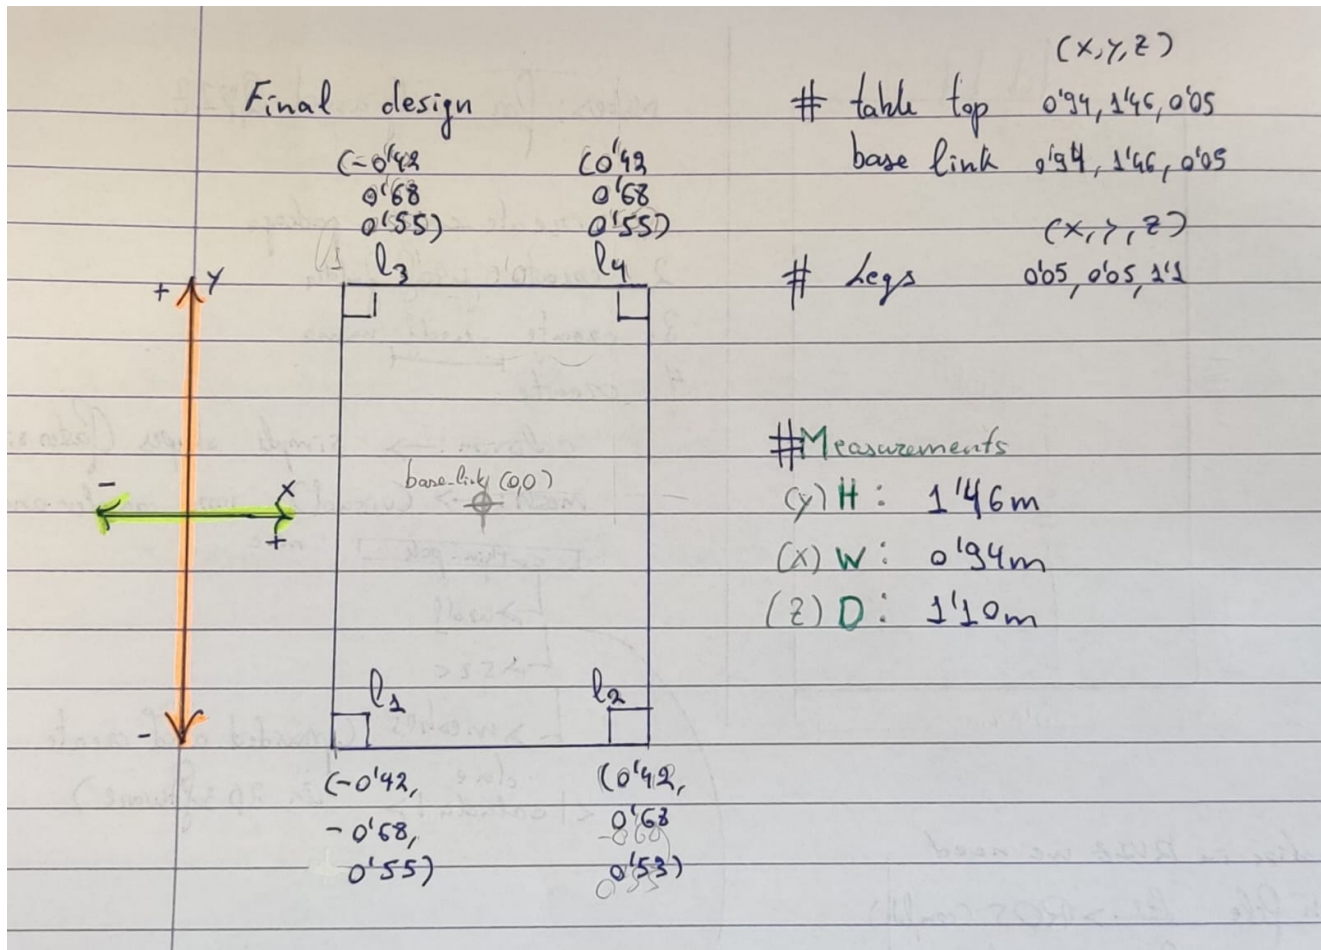 Final design
(-0'42
0'68
0'55)
(0'42
0'68
0'55)
l3
l4
+
Y
-
X
+
base_link (0,0)
-
l1
l2
(-0'42,
-0'68,
0'55)
(0'42,
0'68
(x,y,z)
# table top 0'94, 1'46, 0'05
base link 0'94, 1'46, 0'05
(x,y,z)
# Legs 0'05, 0'05, 1'1
#Measurements
(y) H: 1'46m
(x) W: 0'94m
(z) D: 1'10m